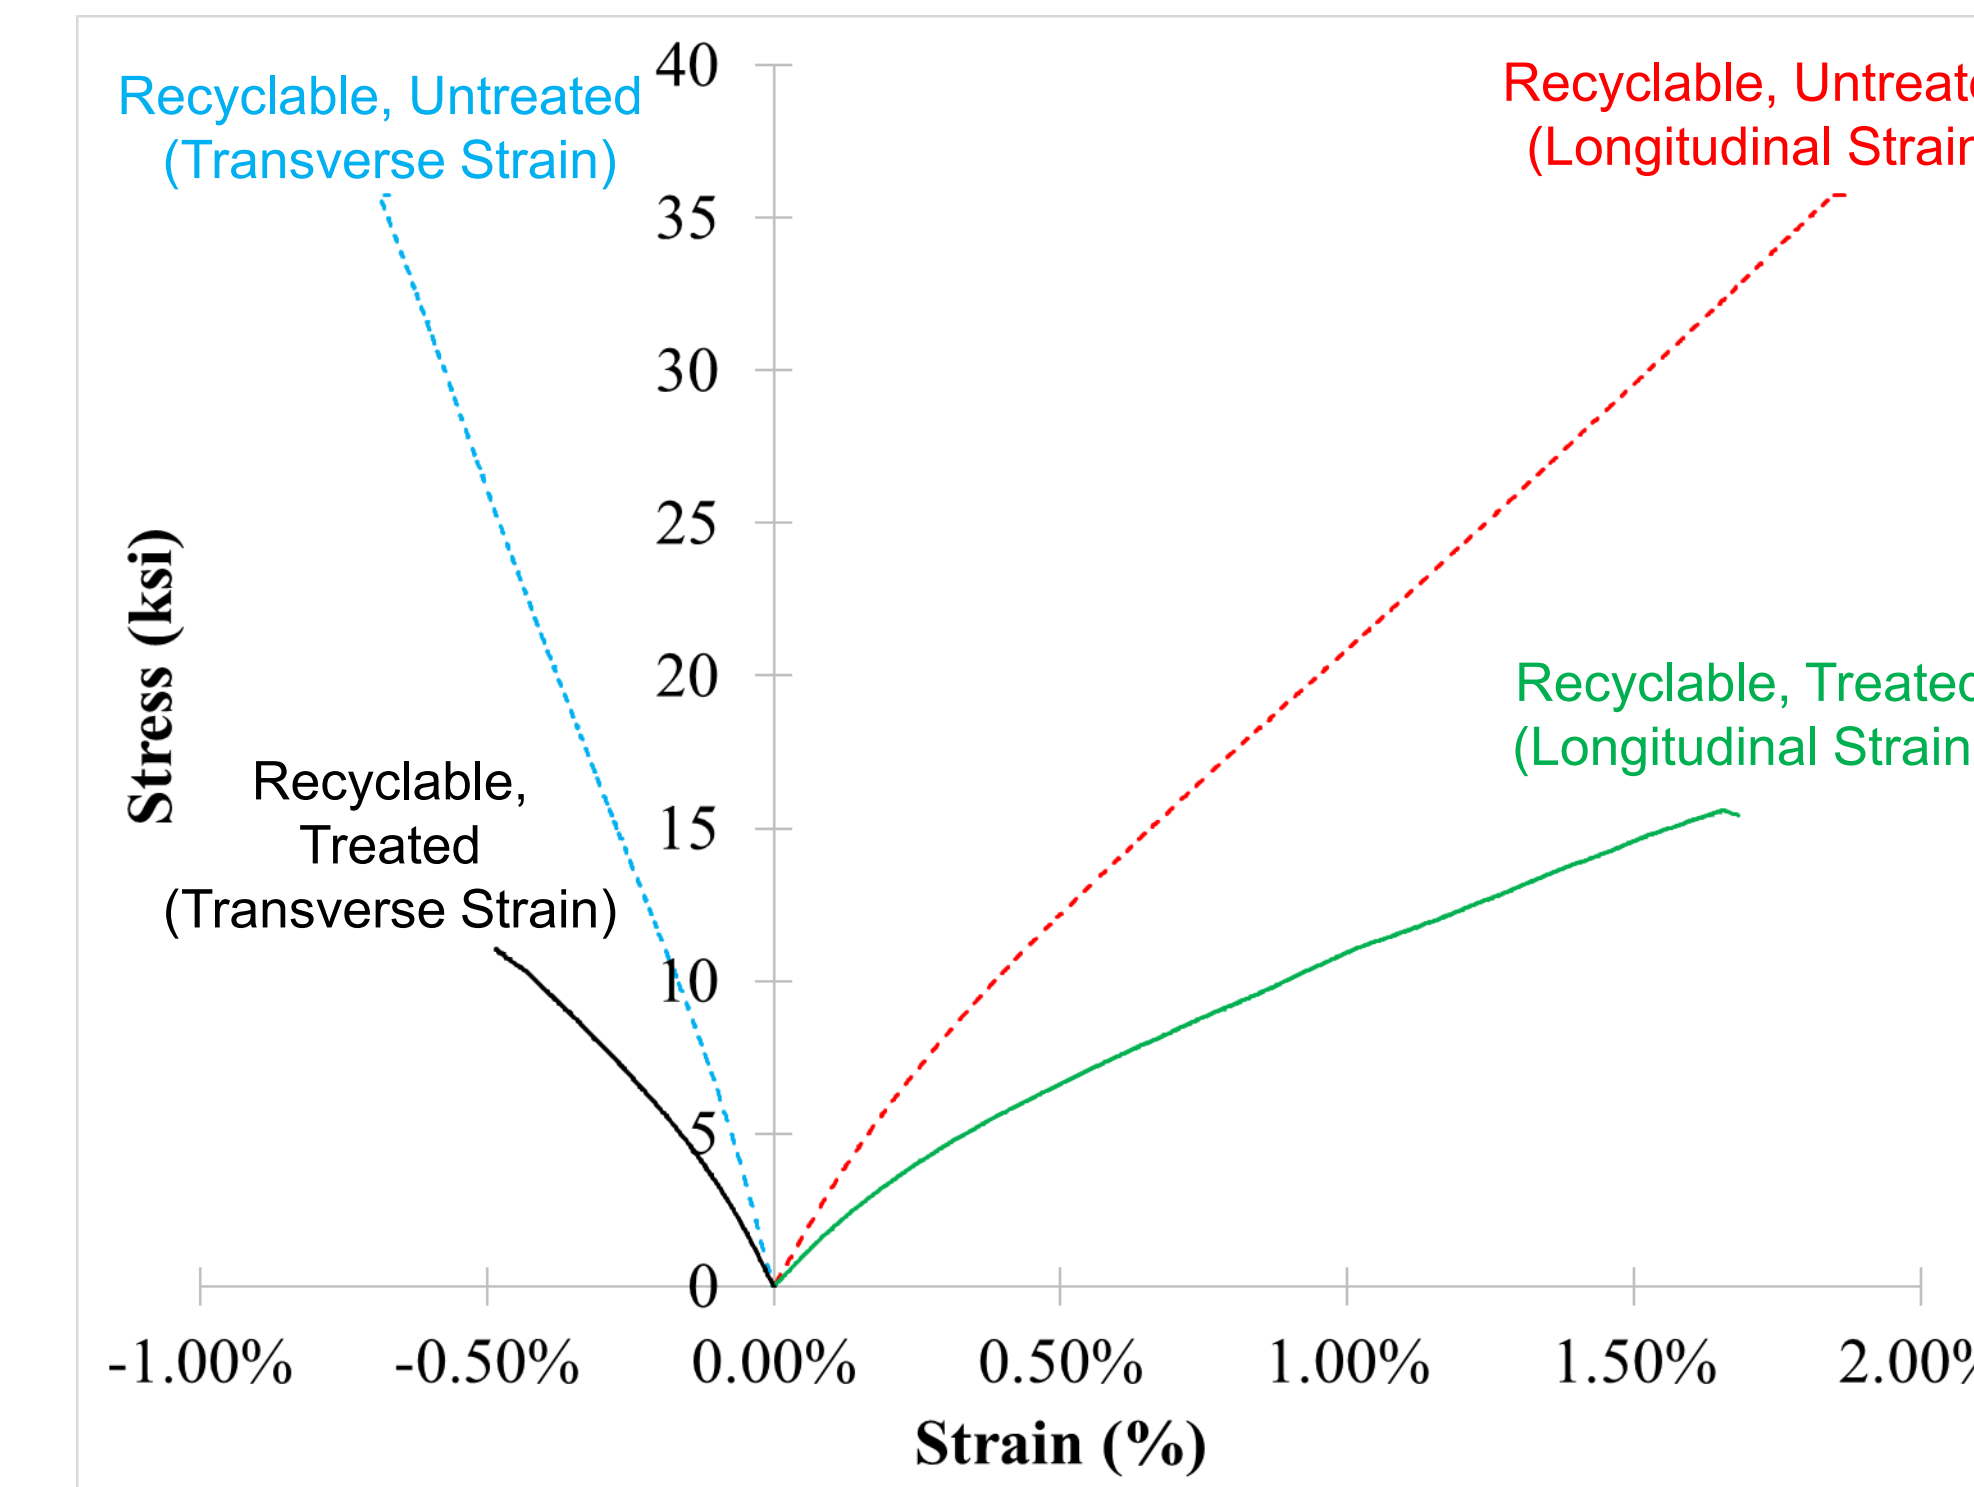 Recyclable, Untreated
(Transverse Strain)
Recyclable, Untreate
(Longitudinal Strain
40
35
30
25
20
15
10
5
0
Stress (ksi)
Recyclable, Treated
(Longitudinal Strain
Recyclable,
Treated
(Transverse Strain)
-1.00% -0.50% 0.00% 0.50% 1.00% 1.50% 2.00%
Strain (%)